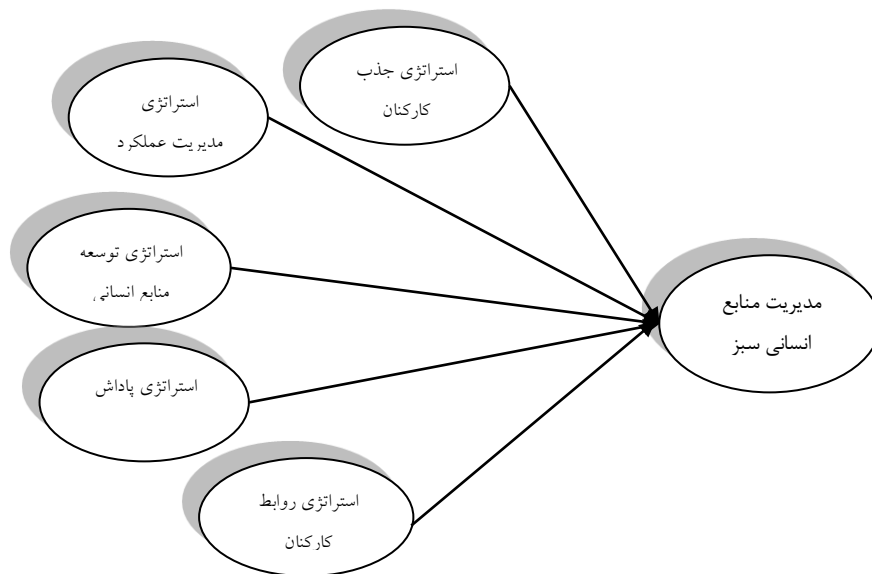 استراتژی جذب
کارکنان
استراتژی
مدیریت عملکرد
استراتژی توسعه
منابع انسانی
مدیریت منابع
انسانی سبز
استراتژی پاداش
استراتژی روابط
کارکنان